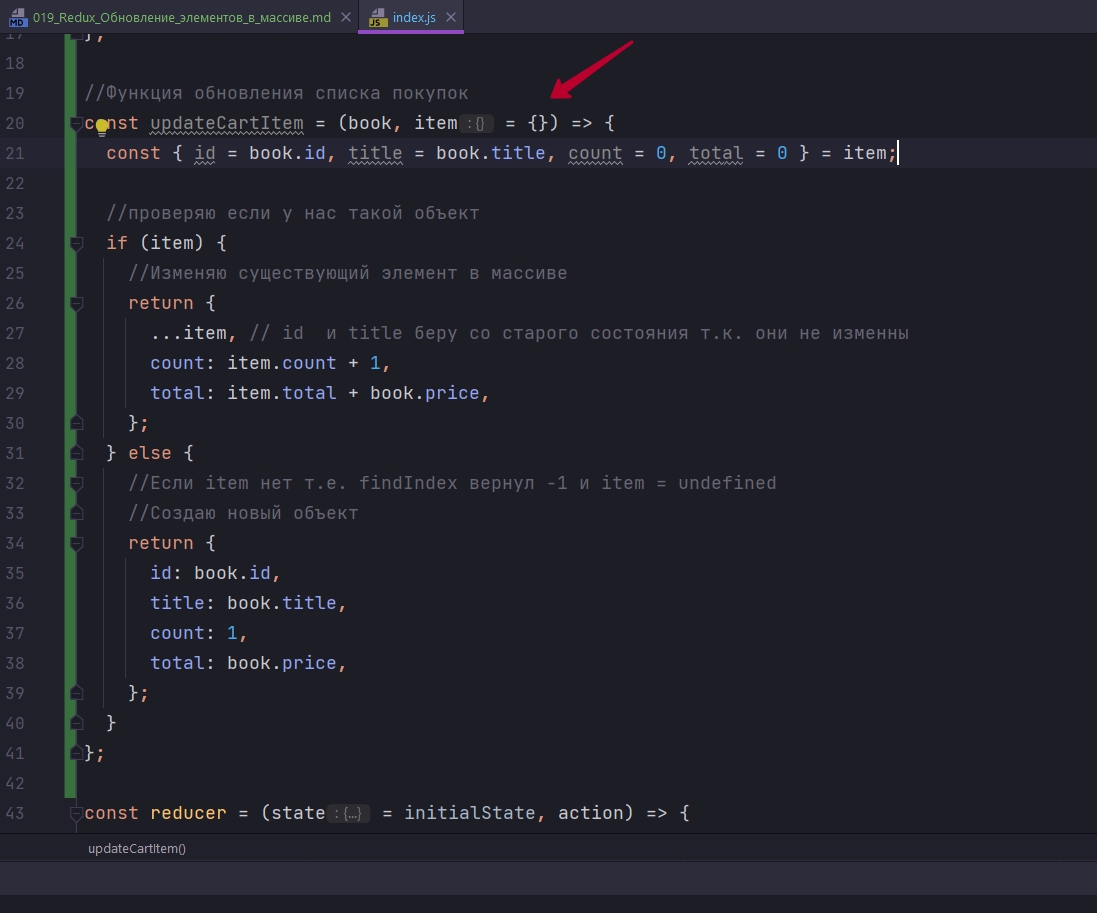 MD 019_Redux_Обновление_элементов_в_массиве.md JS index.js
17 };
18
19 //Функция обновления списка покупок
20 const updateCartItem = (book, item :{} = {}) => {
21 const { id = book.id, title = book.title, count = 0, total = 0 } = item;
22
23 //проверяю если у нас такой объект
24 if (item) {
25 //Изменяю существующий элемент в массиве
26 return {
27 ...item, // id  и title беру со старого состояния т.к. они не изменны
28 count: item.count + 1,
29 total: item.total + book.price,
30 };
31 } else {
32 //Если item нет т.е. findIndex вернул -1 и item = undefined
33 //Создаю новый объект
34 return {
35 id: book.id,
36 title: book.title,
37 count: 1,
38 total: book.price,
39 };
40 }
41 };
42
43 const reducer = (state :{…} = initialState, action) => {
updateCartItem()